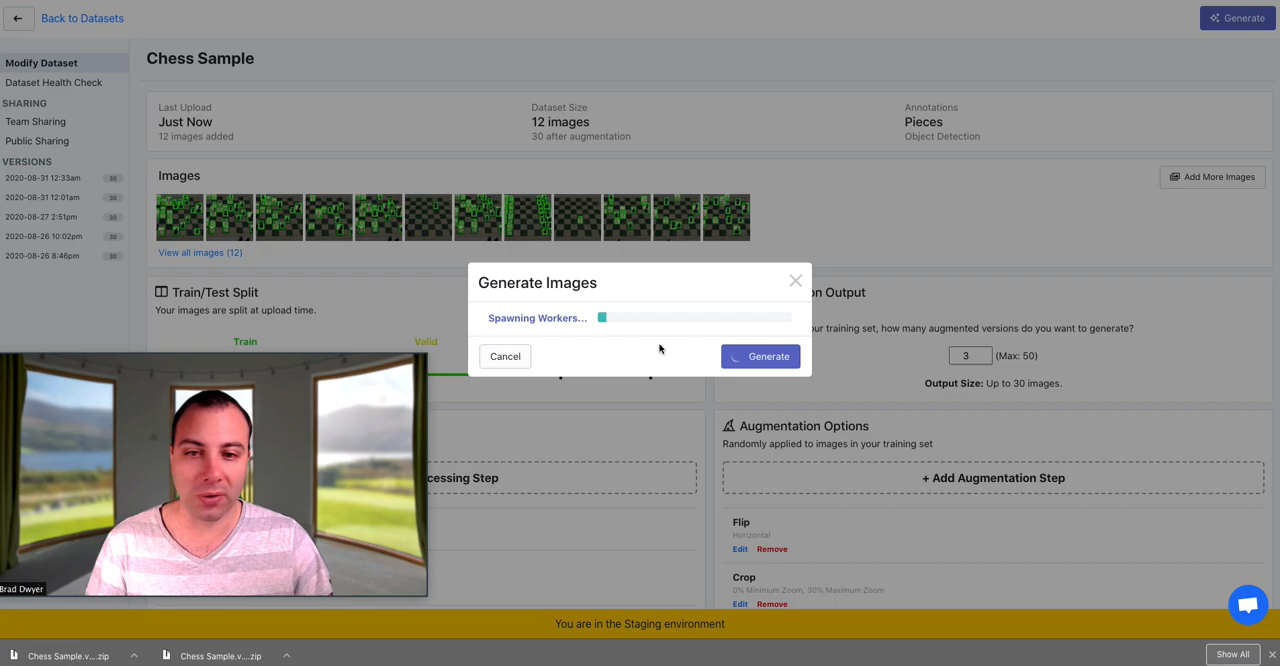 Back to Datasets
Generate
Modify Dataset
Dataset Health Check
SHARING
Team Sharing
Public Sharing
VERSIONS
2020-08-31 12:33am 30
2020-08-31 12:01am 30
2020-08-27 2:51pm 30
2020-08-26 10:02pm 30
2020-08-26 8:46pm 30
Chess Sample
Last Upload
Just Now
12 images added
Dataset Size
12 images
30 after augmentation
Annotations
Pieces
Object Detection
Images
Add More Images
View all images (12)
Train/Test Split
Your images are split at upload time.
Train Valid
Generate Images
Spawning Workers...
Cancel
Generate
on Output
our training set, how many augmented versions do you want to generate?
3 (Max: 50)
Output Size: Up to 30 images.
cessing Step
Augmentation Options
Randomly applied to images in your training set
+ Add Augmentation Step
Flip
Horizontal
Edit Remove
Crop
0% Minimum Zoom, 30% Maximum Zoom
Edit Remove
Brad Dwyer
You are in the Staging environment
Chess Sample.v....zip
Chess Sample.v....zip
Show All